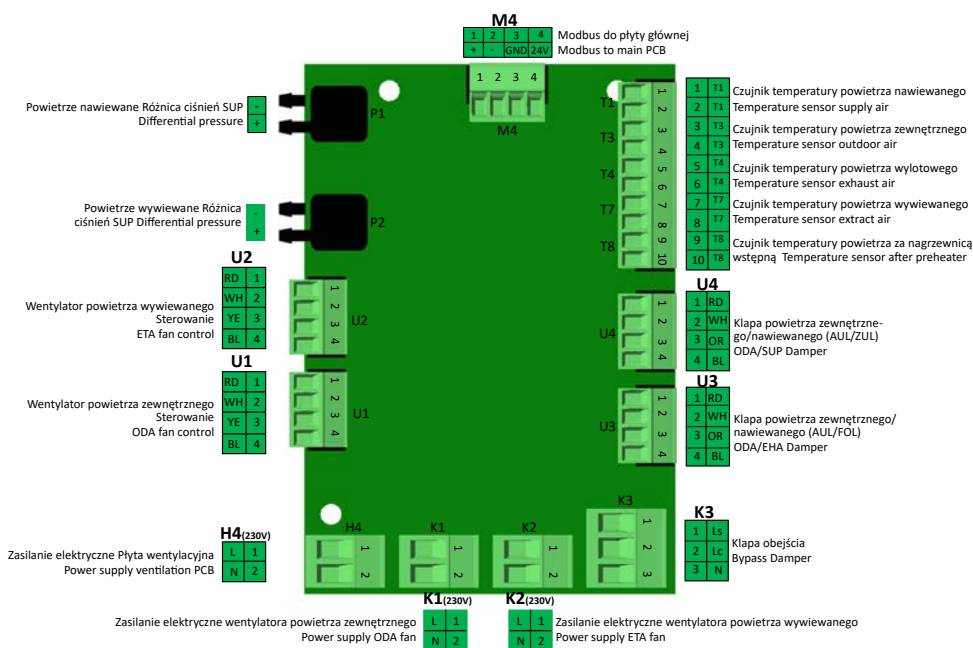 M4
1 2 3 4
+ - GND 24V
Modbus do płyty głównej
Modbus to main PCB
1 2 3 4
M4
Powietrze nawiewane Różnica ciśnień SUP
Differential pressure
-
+
P1
Powietrze wywiewane Różnica
ciśnień SUP Differential pressure
-
+
P2
U2
RD 1
WH 2
YE 3
BL 4
Wentylator powietrza wywiewanego
Sterowanie
ETA fan control
1
2
3
4
U2
U1
RD 1
WH 2
YE 3
BL 4
Wentylator powietrza zewnętrznego
Sterowanie
ODA fan control
1
2
3
4
U1
T1
T3
T4
T7
T8
1
2
3
4
5
6
7
8
9
10
1 T1 Czujnik temperatury powietrza nawiewanego
2 T1 Temperature sensor supply air
3 T3 Czujnik temperatury powietrza zewnętrznego
4 T3 Temperature sensor outdoor air
5 T4 Czujnik temperatury powietrza wylotowego
6 T4 Temperature sensor exhaust air
7 T7 Czujnik temperatury powietrza wywiewanego
8 T7 Temperature sensor extract air
9 T8 Czujnik temperatury powietrza za nagrzewnicą
10 T8 wstępną Temperature sensor after preheater
U4
1
2
3
4
U4
1 RD
2 WH
3 OR
4 BL
Klapa powietrza zewnętrzne-
go/nawiewanego (AUL/ZUL)
ODA/SUP Damper
U3
1
2
3
4
U3
1 RD
2 WH
3 OR
4 BL
Klapa powietrza zewnętrznego/
nawiewanego (AUL/FOL)
ODA/EHA Damper
H4
1
2
K1
1
2
K2
1
2
K3
1
2
3
K3
1 Ls
2 Lc
3 N
Klapa obejścia
Bypass Damper
H4(230V)
L 1
N 2
Zasilanie elektryczne Płyta wentylacyjna
Power supply ventilation PCB
K1(230V)
L 1
N 2
Zasilanie elektryczne wentylatora powietrza zewnętrznego
Power supply ODA fan
K2(230V)
L 1
N 2
Zasilanie elektryczne wentylatora powietrza wywiewanego
Power supply ETA fan